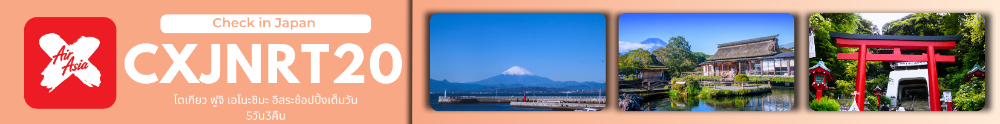 Air
Asia
Check in Japan
CXJNRT20
โตเกียว ฟูจิ เอโนะชิมะ อิสระช้อปปิ้งเต็มวัน
5วัน3คืน